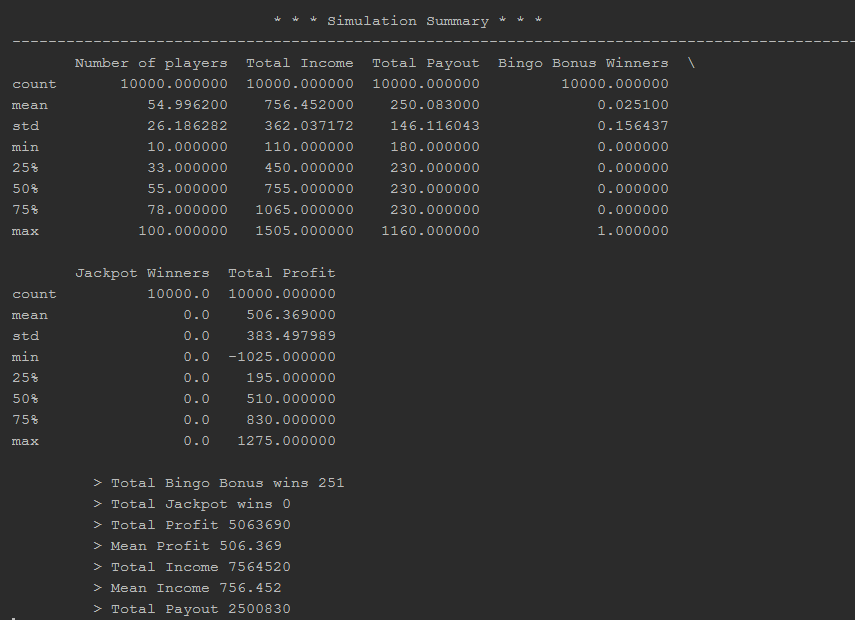 * * * Simulation Summary * * *
----------------------------------------------------------------------------------------------
Number of players Total Income Total Payout Bingo Bonus Winners \
count 10000.000000 10000.000000 10000.000000 10000.000000
mean 54.996200 756.452000 250.083000 0.025100
std 26.186282 362.037172 146.116043 0.156437
min 10.000000 110.000000 180.000000 0.000000
25% 33.000000 450.000000 230.000000 0.000000
50% 55.000000 755.000000 230.000000 0.000000
75% 78.000000 1065.000000 230.000000 0.000000
max 100.000000 1505.000000 1160.000000 1.000000
Jackpot Winners Total Profit
count 10000.0 10000.000000
mean 0.0 506.369000
std 0.0 383.497989
min 0.0 -1025.000000
25% 0.0 195.000000
50% 0.0 510.000000
75% 0.0 830.000000
max 0.0 1275.000000
> Total Bingo Bonus wins 251
> Total Jackpot wins 0
> Total Profit 5063690
> Mean Profit 506.369
> Total Income 7564520
> Mean Income 756.452
> Total Payout 2500830